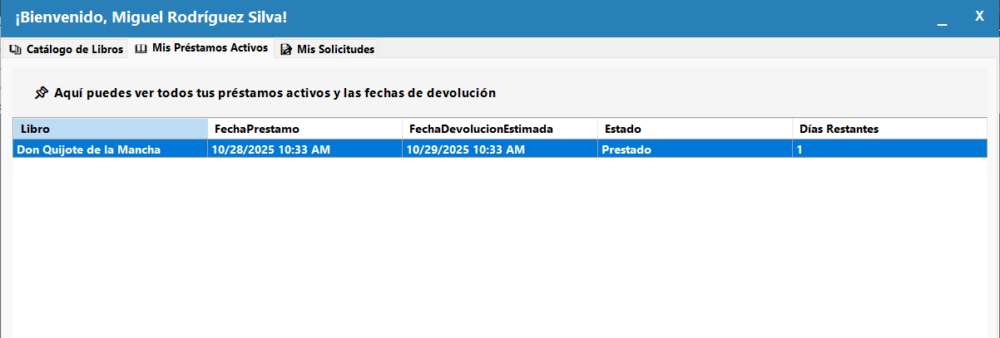 ¡Bienvenido, Miguel Rodríguez Silva! _ X
Catálogo de Libros Mis Préstamos Activos Mis Solicitudes
Aquí puedes ver todos tus préstamos activos y las fechas de devolución
Libro FechaPrestamo FechaDevolucionEstimada Estado Días Restantes
Don Quijote de la Mancha 10/28/2025 10:33 AM 10/29/2025 10:33 AM Prestado 1